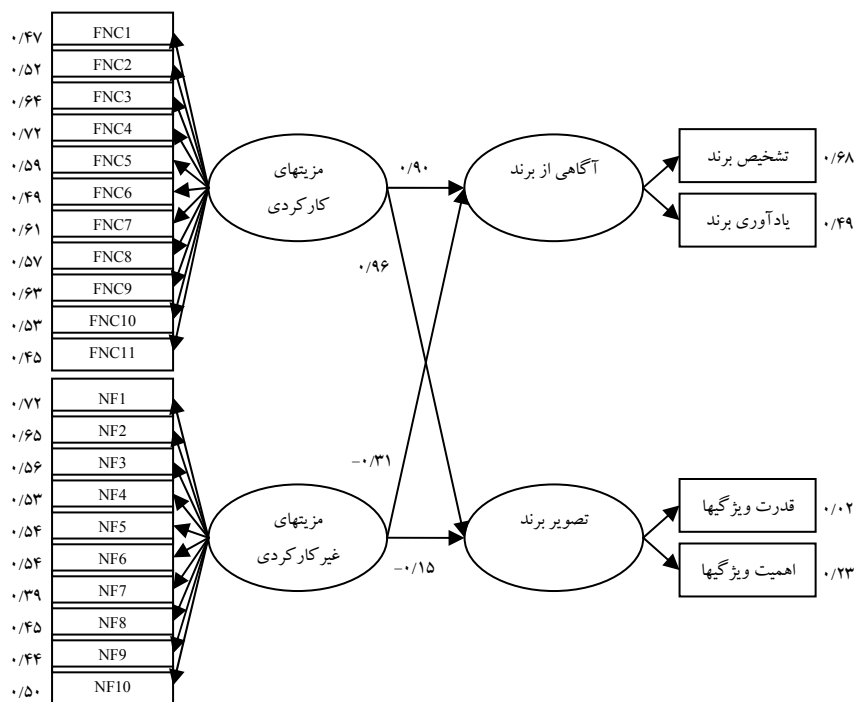 ۰/۴۷ FNC1
۰/۵۲ FNC2
۰/۶۴ FNC3
۰/۷۲ FNC4
۰/۵۹ FNC5
۰/۴۹ FNC6
۰/۶۱ FNC7
۰/۵۷ FNC8
۰/۶۳ FNC9
۰/۵۳ FNC10
۰/۴۵ FNC11
مزیتهای
کارکردی
۰/۹۰
۰/۹۶
آگاهی از برند
تشخیص برند ۰/۶۸
یادآوری برند ۰/۴۹
۰/۷۲ NF1
۰/۶۵ NF2
۰/۵۶ NF3
۰/۵۳ NF4
۰/۵۴ NF5
۰/۵۴ NF6
۰/۳۹ NF7
۰/۴۵ NF8
۰/۴۴ NF9
۰/۵۰ NF10
مزیتهای
غیرکارکردی
−۰/۳۱
−۰/۱۵
تصویر برند
قدرت ویژگیها ۰/۰۲
اهمیت ویژگیها ۰/۲۳